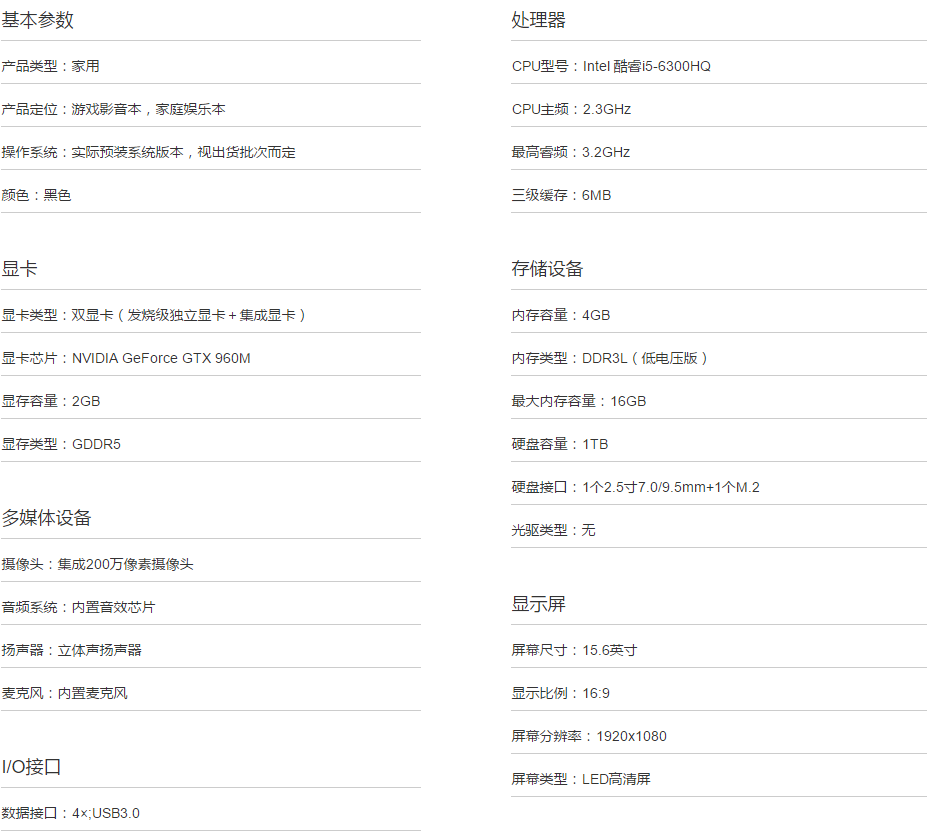 基本参数
产品类型：家用
产品定位：游戏影音本，家庭娱乐本
操作系统：实际预装系统版本，视出货批次而定
颜色：黑色
显卡
显卡类型：双显卡（发烧级独立显卡＋集成显卡）
显卡芯片：NVIDIA GeForce GTX 960M
显存容量：2GB
显存类型：GDDR5
多媒体设备
摄像头：集成200万像素摄像头
音频系统：内置音效芯片
扬声器：立体声扬声器
麦克风：内置麦克风
I/O接口
数据接口：4×;USB3.0
处理器
CPU型号：Intel 酷睿i5-6300HQ
CPU主频：2.3GHz
最高睿频：3.2GHz
三级缓存：6MB
存储设备
内存容量：4GB
内存类型：DDR3L（低电压版）
最大内存容量：16GB
硬盘容量：1TB
硬盘接口：1个2.5寸7.0/9.5mm+1个M.2
光驱类型：无
显示屏
屏幕尺寸：15.6英寸
显示比例：16:9
屏幕分辨率：1920x1080
屏幕类型：LED高清屏